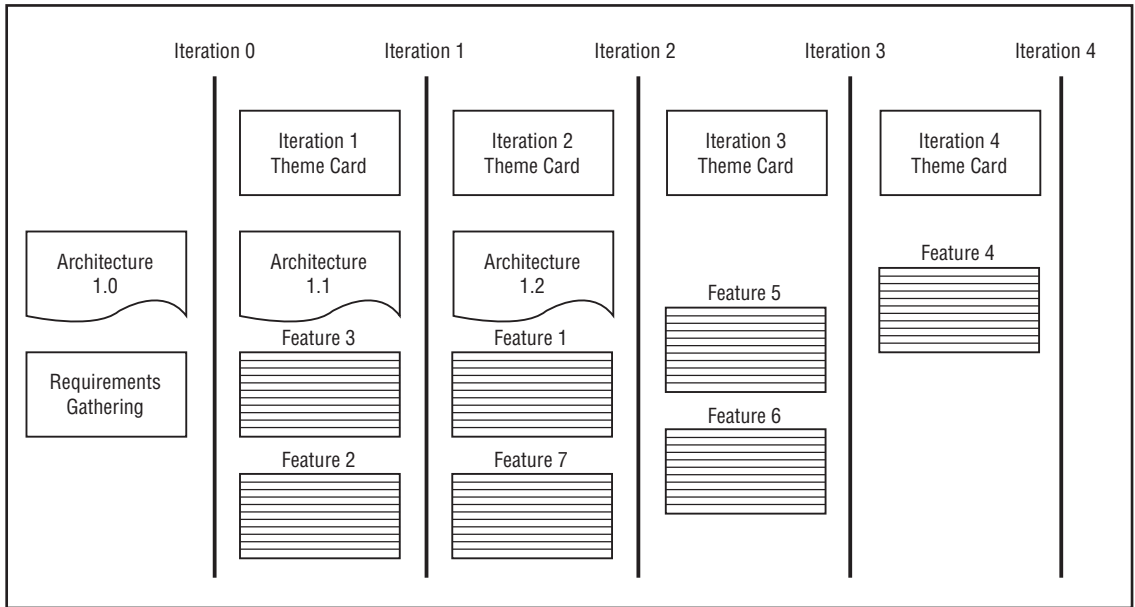 Iteration 0
Iteration 1
Iteration 2
Iteration 3
Iteration 4
Iteration 1
Theme Card
Iteration 2
Theme Card
Iteration 3
Theme Card
Iteration 4
Theme Card
Architecture
1.0
Architecture
1.1
Architecture
1.2
Feature 4
Feature 5
Feature 3
Feature 1
Requirements
Gathering
Feature 6
Feature 2
Feature 7